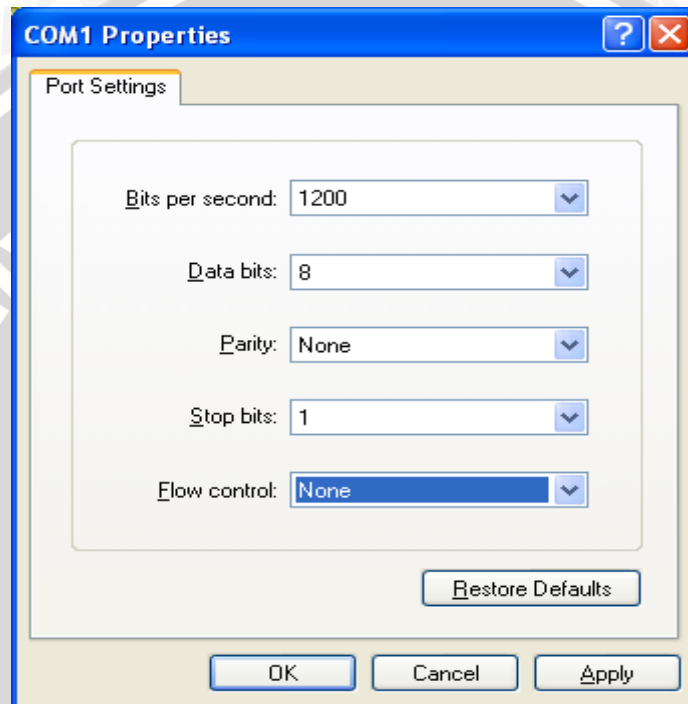 COM1 Properties
Port Settings
Bits per second: 1200
Data bits: 8
Parity: None
Stop bits: 1
Flow control: None
Restore Defaults
OK Cancel Apply